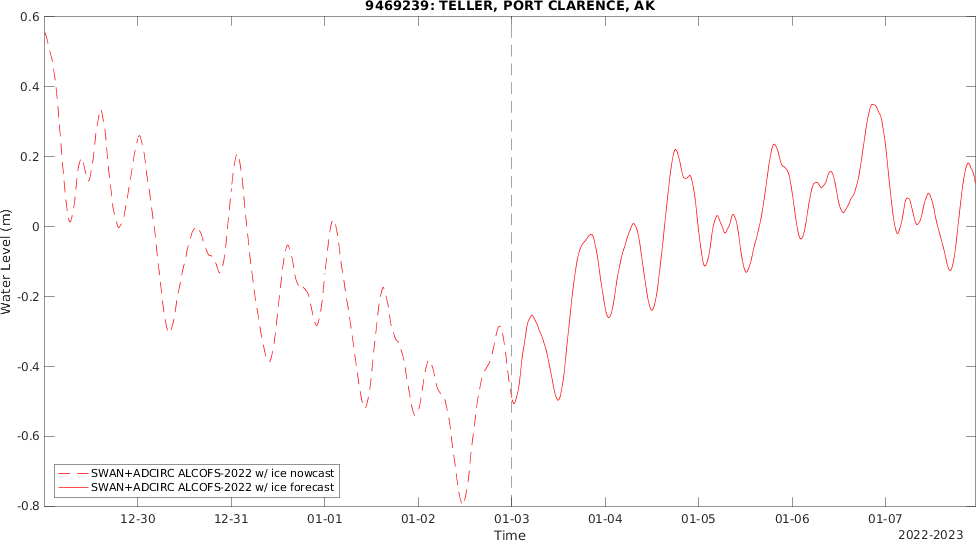 9469239: TELLER, PORT CLARENCE, AK
Water Level (m)
0.6
0.4
0.2
0
-0.2
-0.4
-0.6
-0.8
SWAN+ADCIRC ALCOFS-2022 w/ ice nowcast
SWAN+ADCIRC ALCOFS-2022 w/ ice forecast
12-30 12-31 01-01 01-02 01-03 01-04 01-05 01-06 01-07
Time
2022-2023